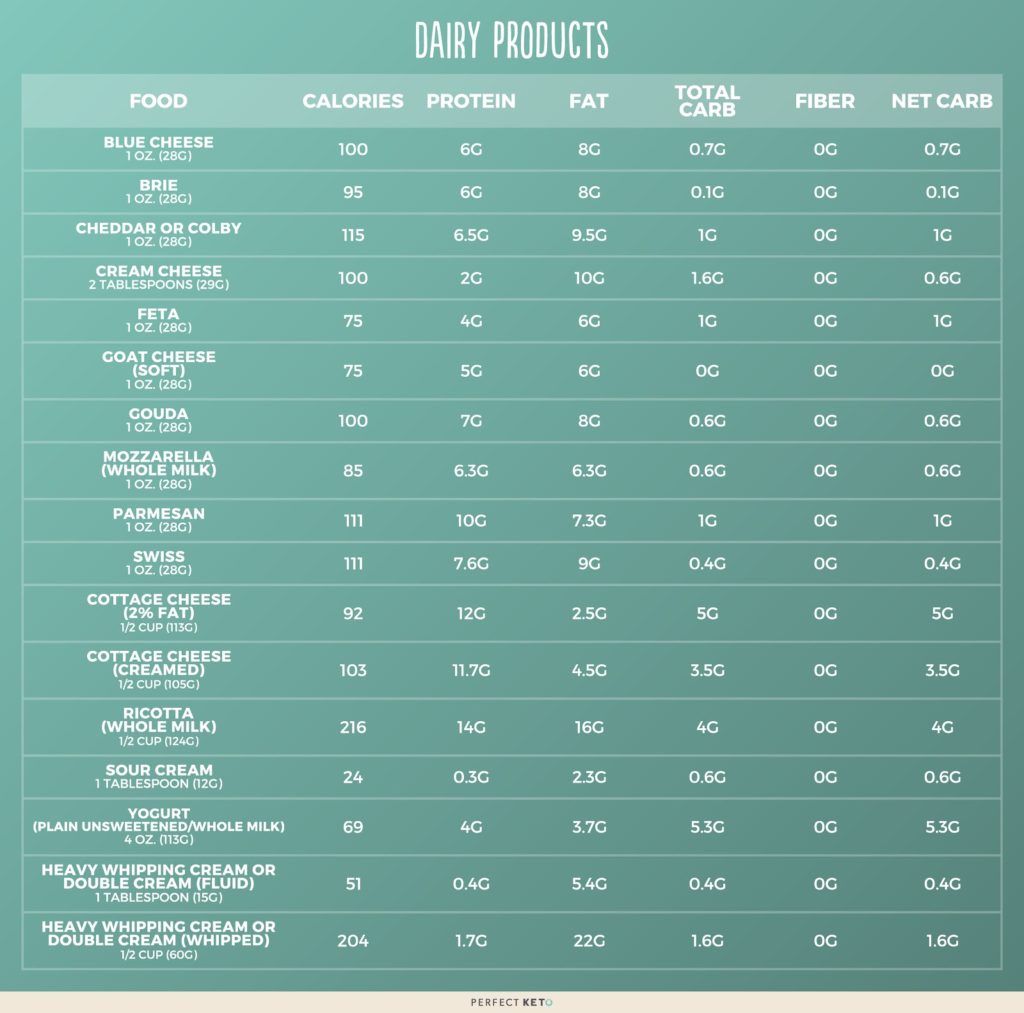 DAIRY PRODUCTS
FOOD CALORIES PROTEIN FAT TOTAL CARB FIBER NET CARB
BLUE CHEESE
1 OZ. (28G) 100 6G 8G 0.7G 0G 0.7G
BRIE
1 OZ. (28G) 95 6G 8G 0.1G 0G 0.1G
CHEDDAR OR COLBY
1 OZ. (28G) 115 6.5G 9.5G 1G 0G 1G
CREAM CHEESE
2 TABLESPOONS (29G) 100 2G 10G 1.6G 0G 0.6G
FETA
1 OZ. (28G) 75 4G 6G 1G 0G 1G
GOAT CHEESE
(SOFT) 75 5G 6G 0G 0G 0G
1 OZ. (28G)
GOUDA
1 OZ. (28G) 100 7G 8G 0.6G 0G 0.6G
MOZZARELLA
(WHOLE MILK) 85 6.3G 6.3G 0.6G 0G 0.6G
1 OZ. (28G)
PARMESAN
1 OZ. (28G) 111 10G 7.3G 1G 0G 1G
SWISS
1 OZ. (28G) 111 7.6G 9G 0.4G 0G 0.4G
COTTAGE CHEESE
(2% FAT) 92 12G 2.5G 5G 0G 5G
1/2 CUP (113G)
COTTAGE CHEESE
(CREAMED) 103 11.7G 4.5G 3.5G 0G 3.5G
1/2 CUP (105G)
RICOTTA
(WHOLE MILK) 216 14G 16G 4G 0G 4G
1/2 CUP (124G)
SOUR CREAM
1 TABLESPOON (12G) 24 0.3G 2.3G 0.6G 0G 0.6G
YOGURT
(PLAIN UNSWEETENED/WHOLE MILK) 69 4G 3.7G 5.3G 0G 5.3G
4 OZ. (113G)
HEAVY WHIPPING CREAM OR
DOUBLE CREAM (FLUID) 51 0.4G 5.4G 0.4G 0G 0.4G
1 TABLESPOON (15G)
HEAVY WHIPPING CREAM OR
DOUBLE CREAM (WHIPPED) 204 1.7G 22G 1.6G 0G 1.6G
1/2 CUP (60G)
PERFECT KETO